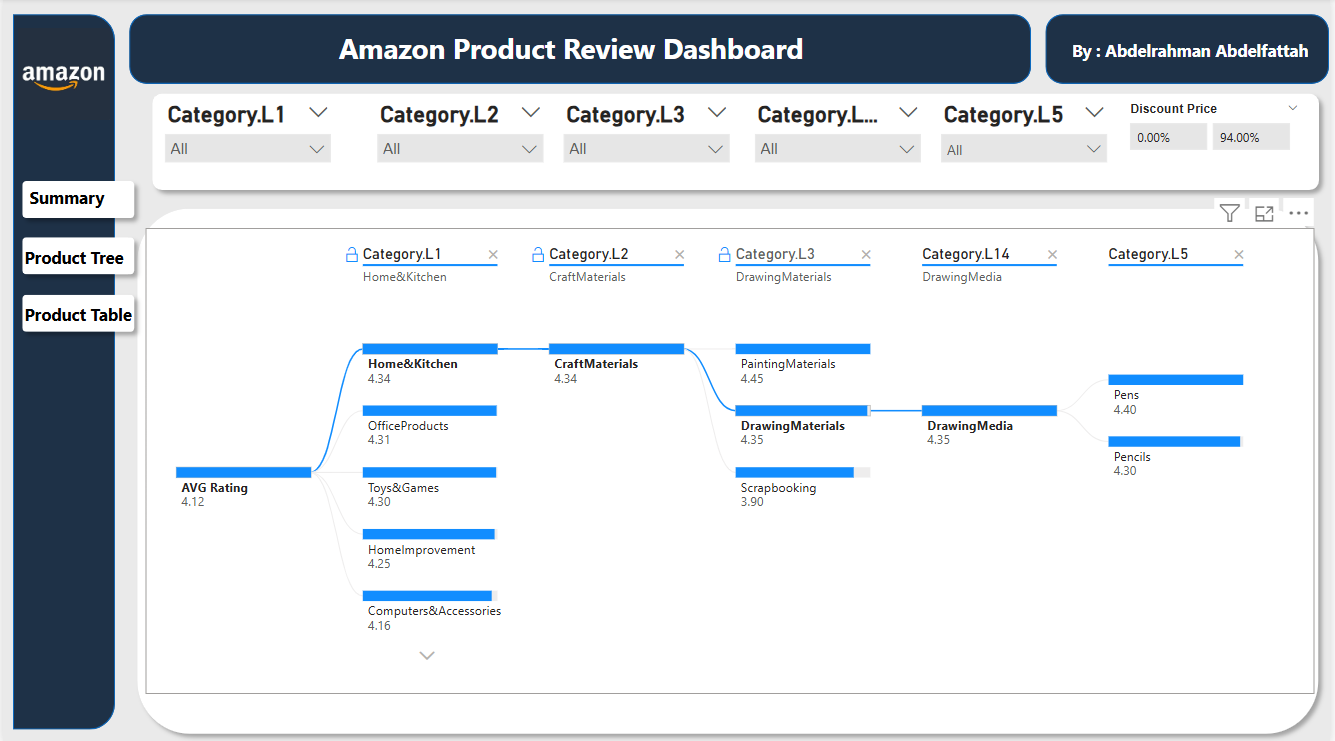 amazon
Amazon Product Review Dashboard
By : Abdelrahman Abdelfattah
Category.L1
Category.L2
Category.L3
Category.L...
Category.L5
Discount Price
All
All
All
All
All
0.00%
94.00%
Summary
Product Tree
Product Table
Category.L1
Category.L2
Category.L3
Category.L14
Category.L5
Home&Kitchen
CraftMaterials
DrawingMaterials
DrawingMedia
AVG Rating
4.12
Home&Kitchen
4.34
OfficeProducts
4.31
Toys&Games
4.30
HomeImprovement
4.25
Computers&Accessories
4.16
CraftMaterials
4.34
PaintingMaterials
4.45
DrawingMaterials
4.35
Scrapbooking
3.90
DrawingMedia
4.35
Pens
4.40
Pencils
4.30